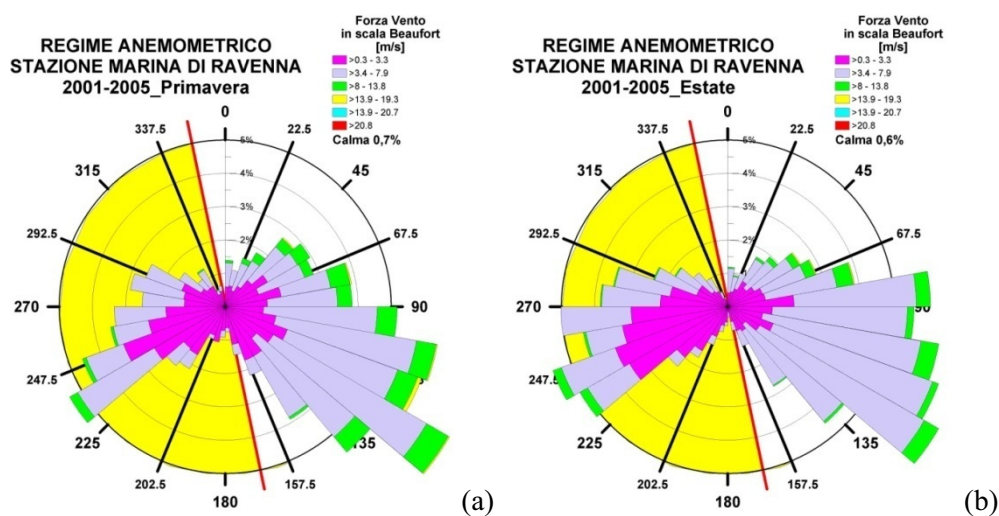 REGIME ANEMOMETRICO
STAZIONE MARINA DI RAVENNA
2001-2005_Primavera
Forza Vento
in scala Beaufort
[m/s]
>0.3 - 3.3
>3.4 - 7.9
>8 - 13.8
>13.9 - 19.3
>13.9 - 20.7
>20.8
Calma 0,7%
0
22.5
45
67.5
90
135
157.5
180
202.5
225
247.5
270
292.5
315
337.5
5%
4%
3%
2%
(a)
REGIME ANEMOMETRICO
STAZIONE MARINA DI RAVENNA
2001-2005_Estate
Forza Vento
in scala Beaufort
[m/s]
>0.3 - 3.3
>3.4 - 7.9
>8 - 13.8
>13.9 - 19.3
>13.9 - 20.7
>20.8
Calma 0,6%
0
22.5
45
67.5
90
135
157.5
180
202.5
225
247.5
270
292.5
315
337.5
5%
4%
3%
2%
(b)